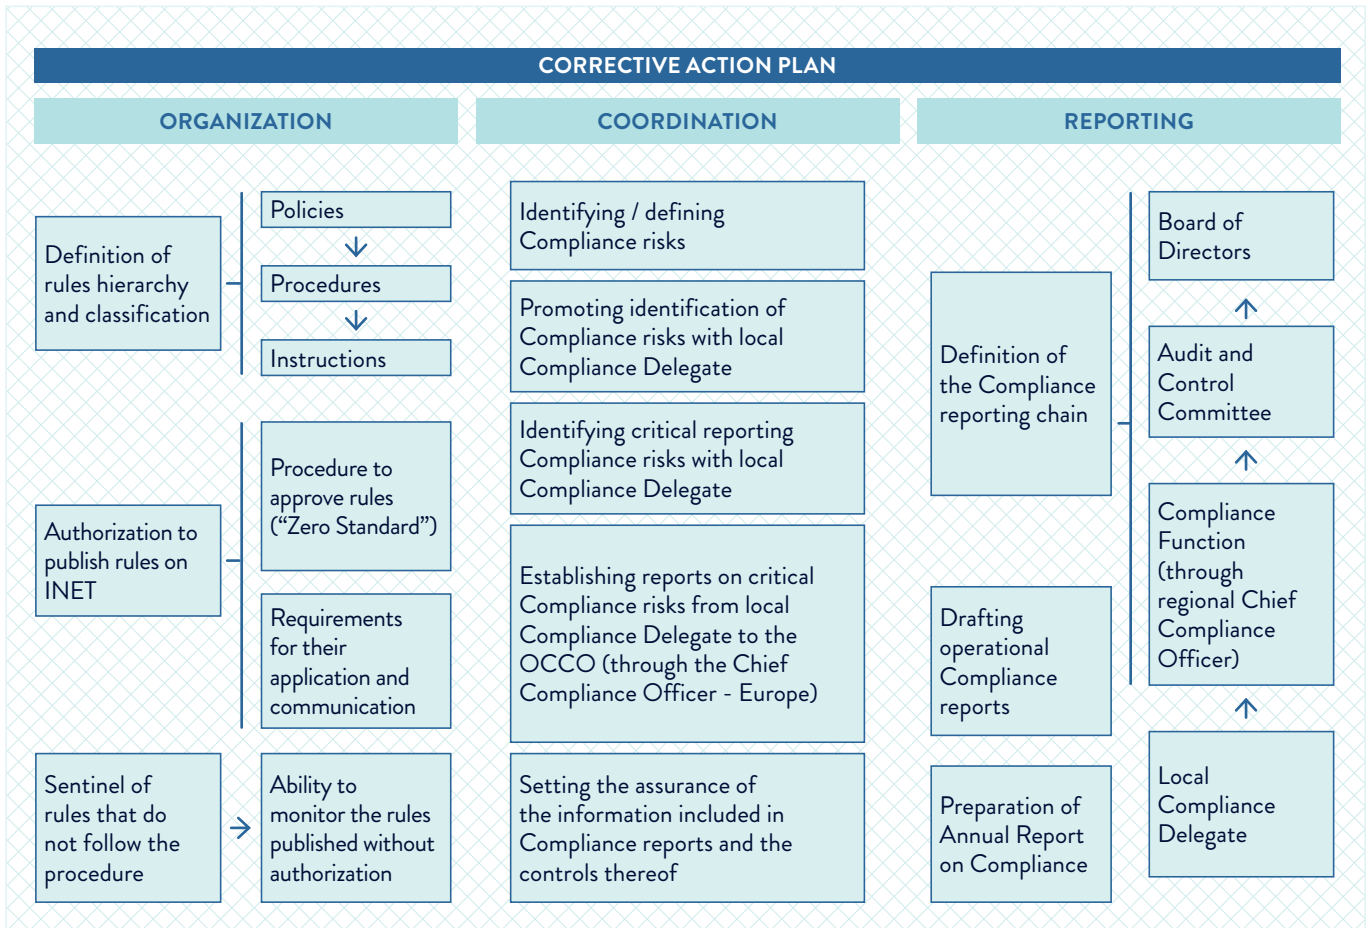 CORRECTIVE ACTION PLAN
ORGANIZATION
Definition of
rules hierarchy
and classification
Policies
Procedures
Instructions
Authorization to
publish rules on
INET
Procedure to
approve rules
(“Zero Standard”)
Requirements
for their
application and
communication
Sentinel of
rules that do
not follow the
procedure
Ability to
monitor the rules
published without
authorization
COORDINATION
Identifying / defining
Compliance risks
Promoting identification of
Compliance risks with local
Compliance Delegate
Identifying critical reporting
Compliance risks with local
Compliance Delegate
Establishing reports on critical
Compliance risks from local
Compliance Delegate to the
OCCO (through the Chief
Compliance Officer - Europe)
Setting the assurance of
the information included in
Compliance reports and the
controls thereof
REPORTING
Definition of
the Compliance
reporting chain
Drafting
operational
Compliance
reports
Preparation of
Annual Report
on Compliance
Board of
Directors
Audit and
Control
Committee
Compliance
Function
(through
regional Chief
Compliance
Officer)
Local
Compliance
Delegate